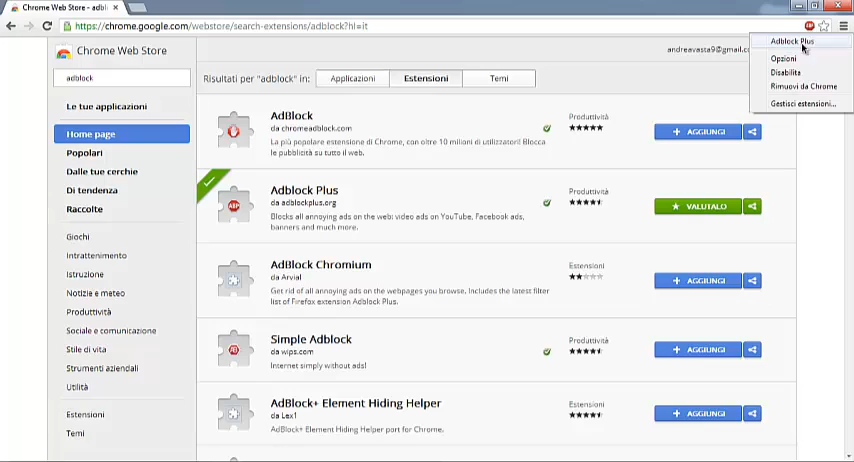 Chrome Web Store - adbl
https://chrome.google.com/webstore/search-extensions/adblock?hl=it
Adblock Plus
Opzioni
Disabilita
Rimuovi da Chrome
Gestisci estensioni...
Chrome Web Store
andreavasta9@gmail.co
adblock
Risultati per "adblock" in:
Applicazioni
Estensioni
Temi
Le tue applicazioni
Home page
Popolari
Dalle tue cerchie
Di tendenza
Raccolte
Giochi
Intrattenimento
Istruzione
Notizie e meteo
Produttività
Sociale e comunicazione
Stile di vita
Strumenti aziendali
Utilità
Estensioni
Temi
AdBlock
da chromeadblock.com
La più popolare estensione di Chrome, con oltre 10 milioni di utilizzatori! Blocca
le pubblicità su tutto il web.
Produttività
AGGIUNGI
Adblock Plus
da adblockplus.org
Blocks all annoying ads on the web: video ads on YouTube, Facebook ads,
banners and much more.
Produttività
VALUTALO
ABP
AdBlock Chromium
da Arvial
Get rid of all annoying ads on the webpages you browse. Includes the latest filter
list of Firefox extension Adblock Plus.
Estensioni
AGGIUNGI
Simple Adblock
da wips.com
Internet simply without ads!
Produttività
AGGIUNGI
AB
AdBlock+ Element Hiding Helper
da Lex1
AdBlock+ Element Hiding Helper port for Chrome.
Estensioni
AGGIUNGI